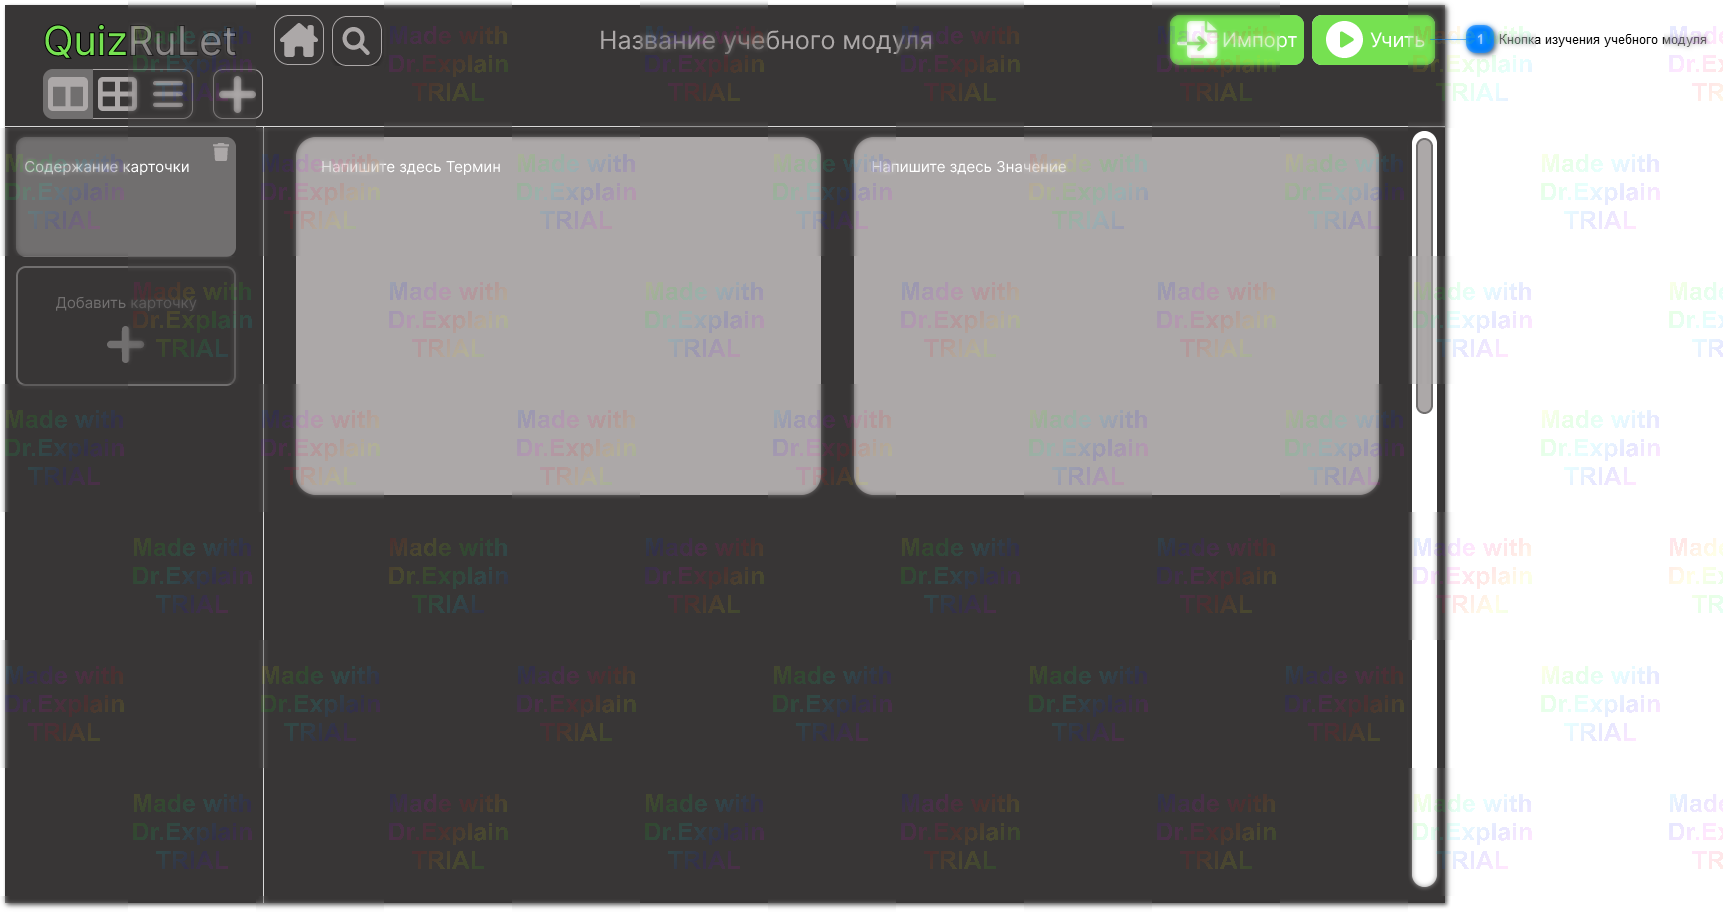 QuizRuLet
Название учебного модуля
Импорт
Учить
1
Кнопка изучения учебного модуля
Содержание карточки
Напишите здесь Термин
Напишите здесь Значение
Добавить карточку
Made with
Dr.Explain
TRIAL